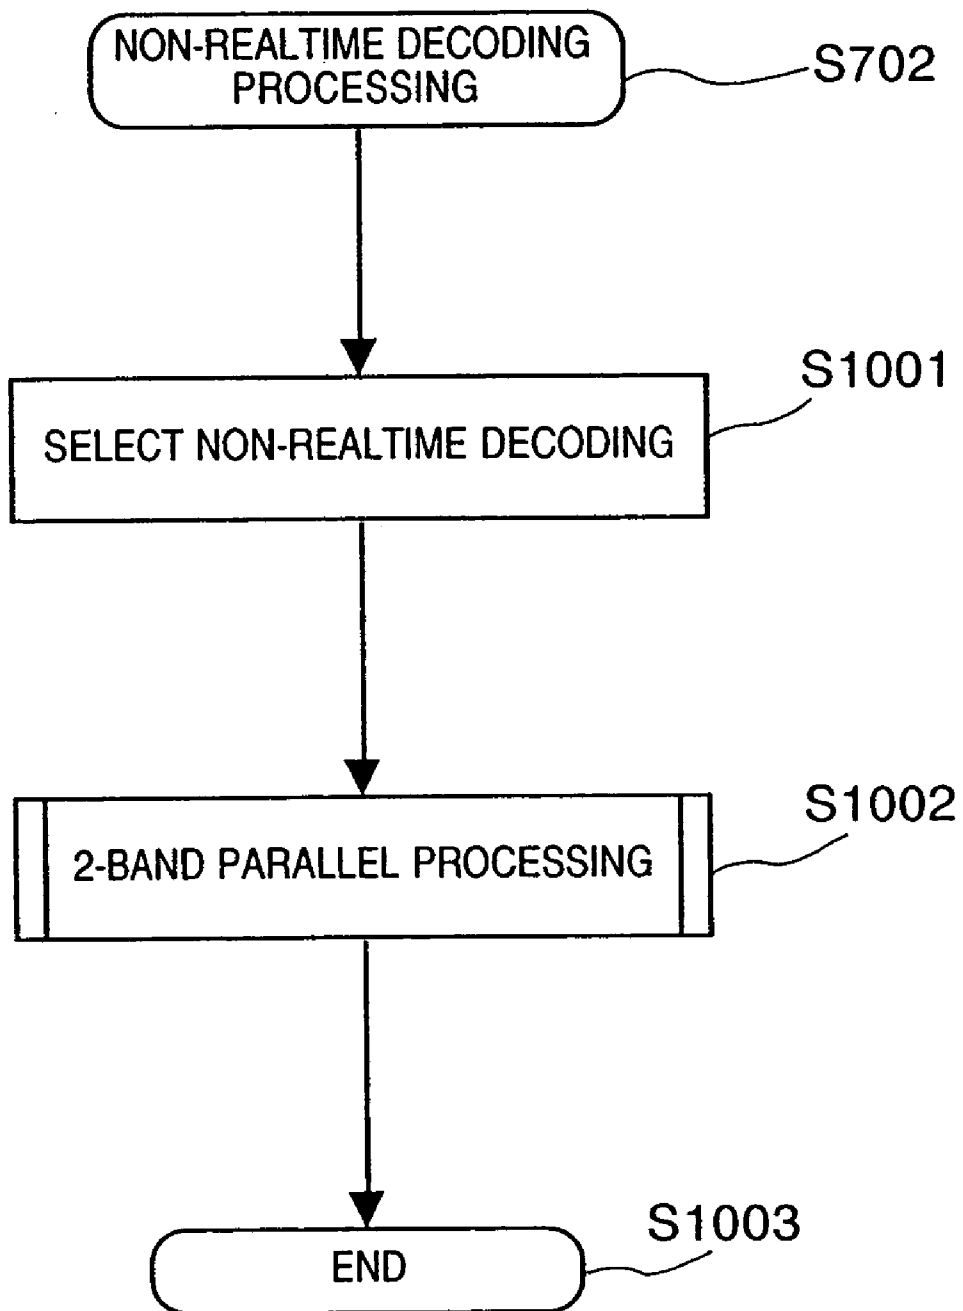 NON-REALTIME DECODING
PROCESSING
S702
S1001
SELECT NON-REALTIME DECODING
S1002
2-BAND PARALLEL PROCESSING
S1003
END